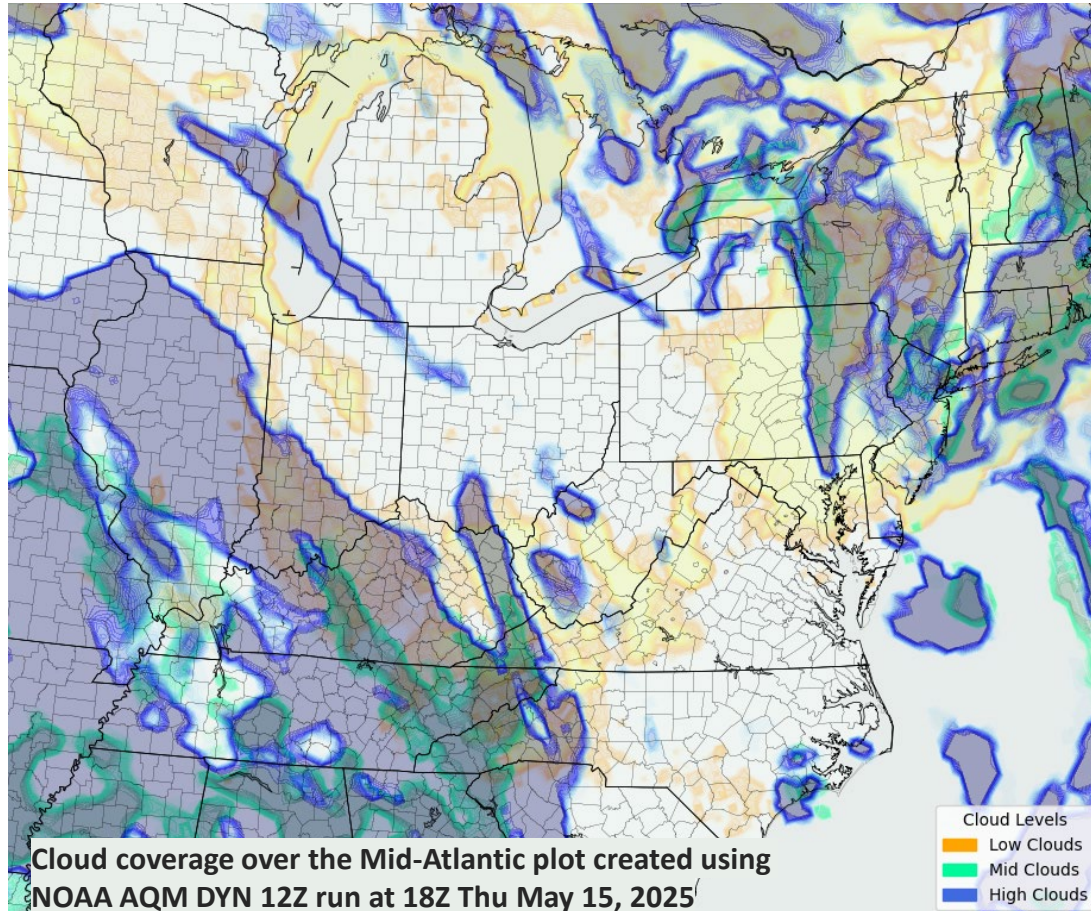 Cloud Levels
Low Clouds
Mid Clouds
High Clouds
Cloud coverage over the Mid-Atlantic plot created using
NOAA AQM DYN 12Z run at 18Z Thu May 15, 2025